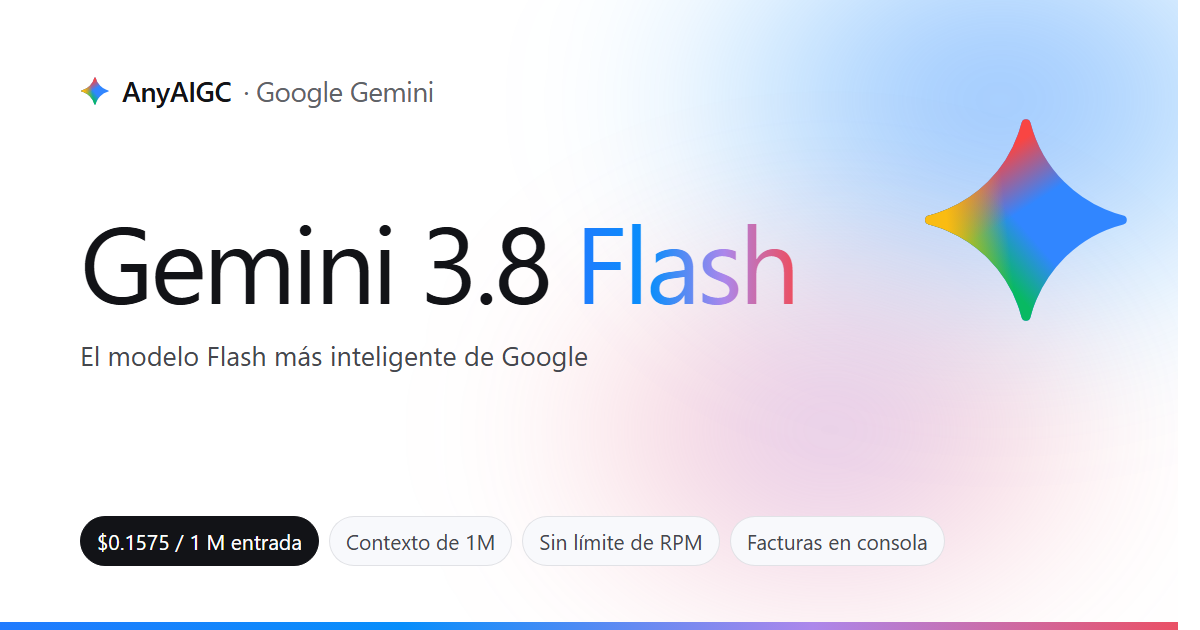 AnyAIGC · Google Gemini
Gemini 3.8 Flash
El modelo Flash más inteligente de Google
$0.1575 / 1 M entrada
Contexto de 1M
Sin límite de RPM
Facturas en consola